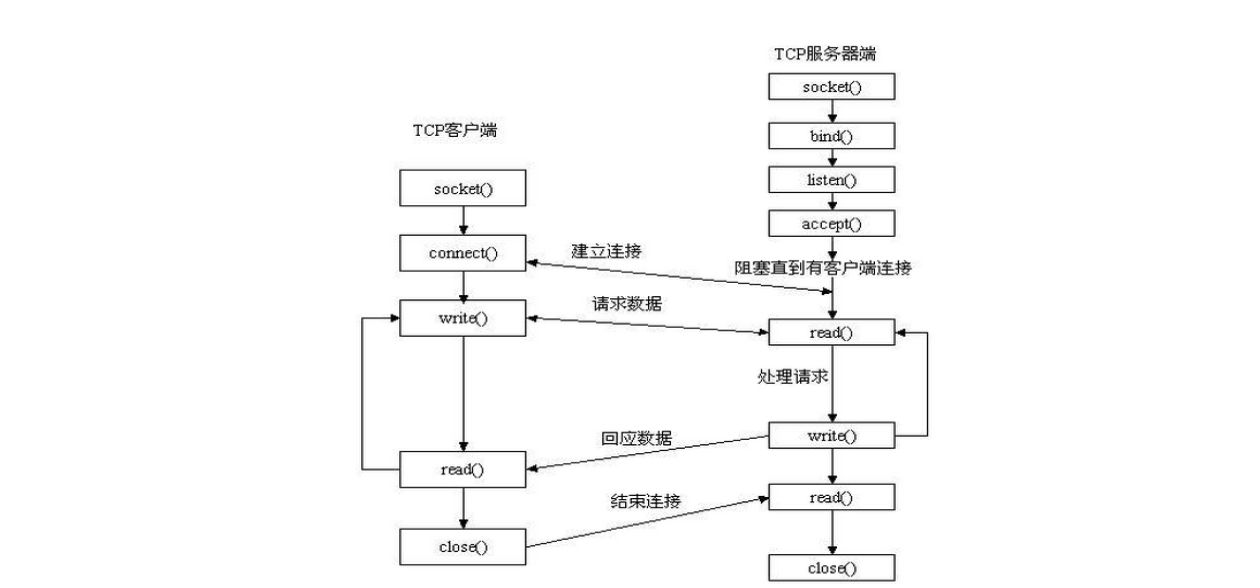 TCP服务器端
socket()
bind()
TCP客户端
listen()
socket()
accept()
connect()
建立连接
阻塞直到有客户端连接
请求数据
write()
read()
处理请求
write()
回应数据
read()
read()
结束连接
close()
close()